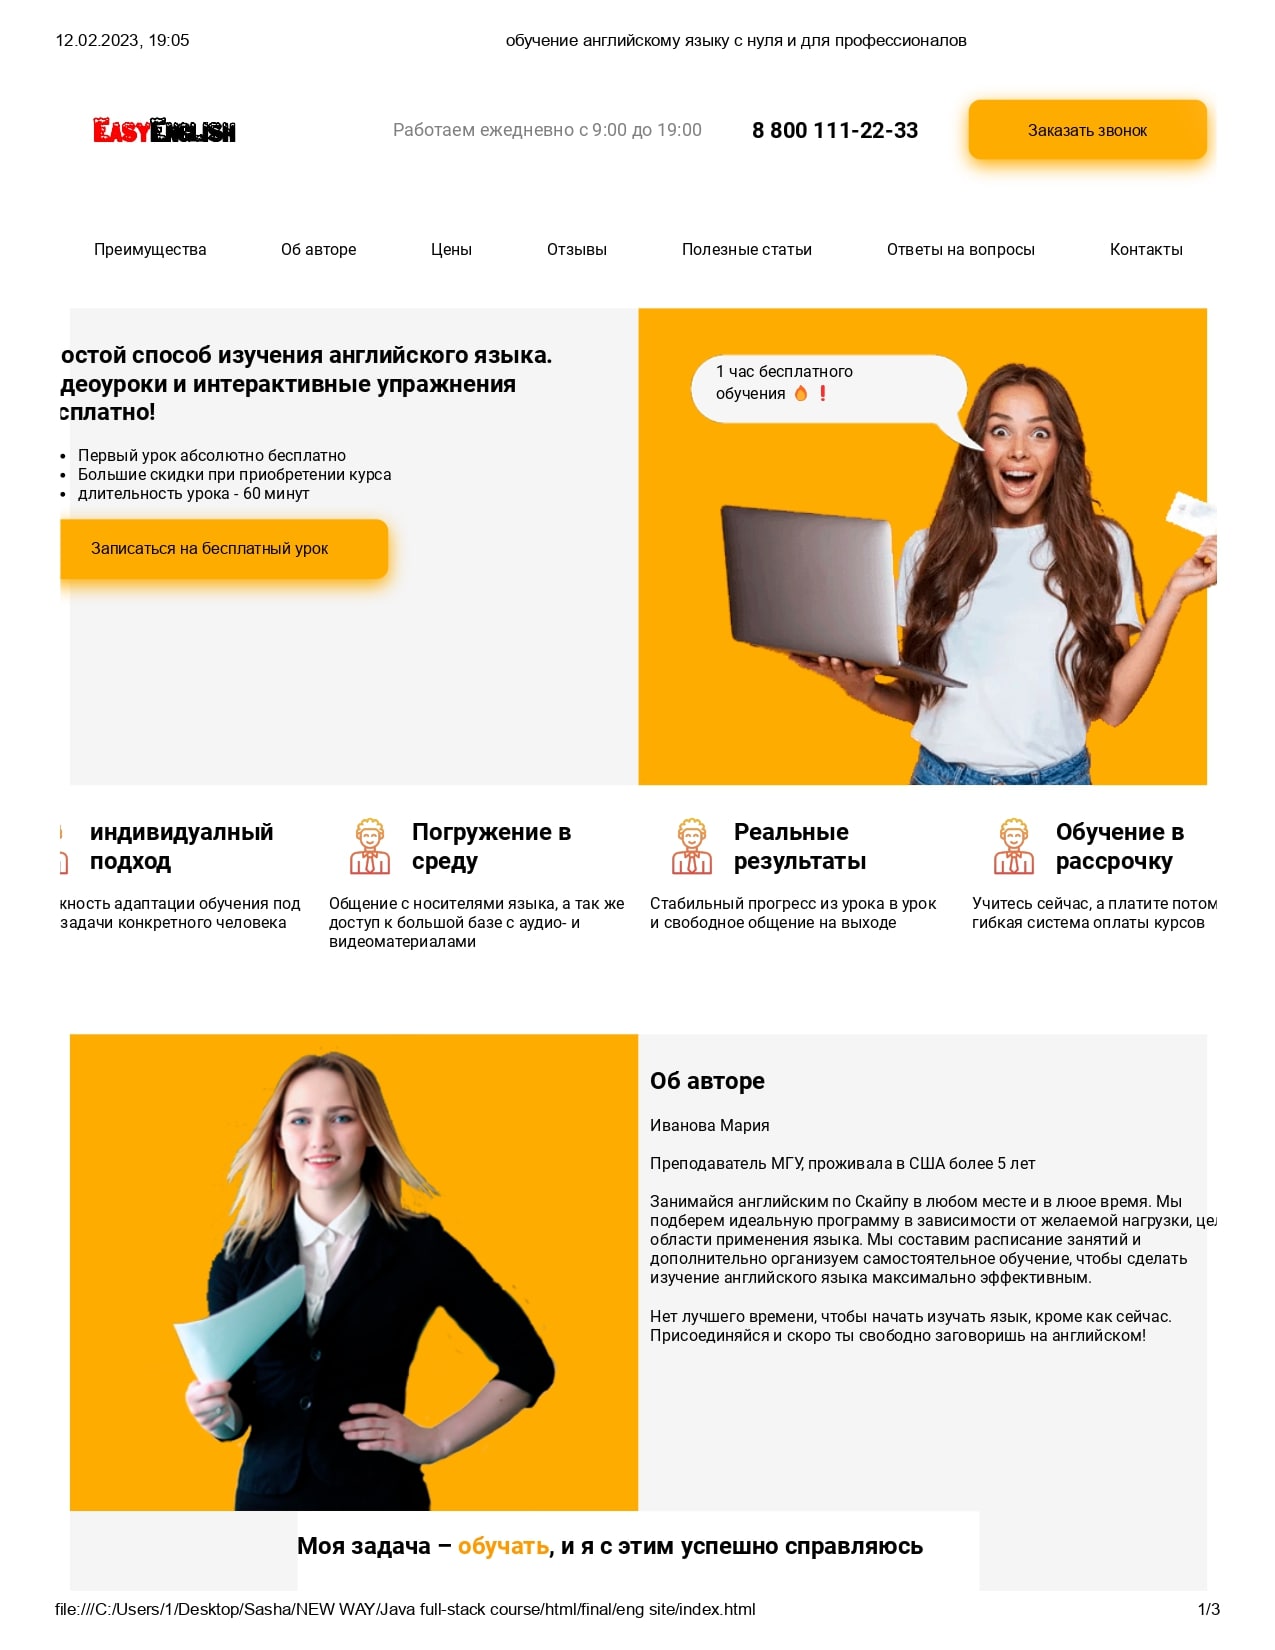 12.02.2023, 19:05
обучение английскому языку с нуля и для профессионалов
EasyEnglish
Работаем ежедневно с 9:00 до 19:00
8 800 111-22-33
Заказать звонок
Преимущества
Об авторе
Цены
Отзывы
Полезные статьи
Ответы на вопросы
Контакты
остой способ изучения английского языка.
деоуроки и интерактивные упражнения
сплатно!
• Первый урок абсолютно бесплатно
• Большие скидки при приобретении курса
• длительность урока - 60 минут
Записаться на бесплатный урок
1 час бесплатного
обучения 🔥 ❗
индивидуалный
подход
жность адаптации обучения под
задачи конкретного человека
Погружение в
среду
Общение с носителями языка, а так же
доступ к большой базе с аудио- и
видеоматериалами
Реальные
результаты
Стабильный прогресс из урока в урок
и свободное общение на выходе
Обучение в
рассрочку
Учитесь сейчас, а платите потом
гибкая система оплаты курсов
Об авторе
Иванова Мария
Преподаватель МГУ, проживала в США более 5 лет
Занимайся английским по Скайпу в любом месте и в люое время. Мы
подберем идеальную программу в зависимости от желаемой нагрузки, цел
области применения языка. Мы составим расписание занятий и
дополнительно организуем самостоятельное обучение, чтобы сделать
изучение английского языка максимально эффективным.
Нет лучшего времени, чтобы начать изучать язык, кроме как сейчас.
Присоединяйся и скоро ты свободно заговоришь на английском!
Моя задача – обучать, и я с этим успешно справляюсь
file:///C:/Users/1/Desktop/Sasha/NEW WAY/Java full-stack course/html/final/eng site/index.html
1/3